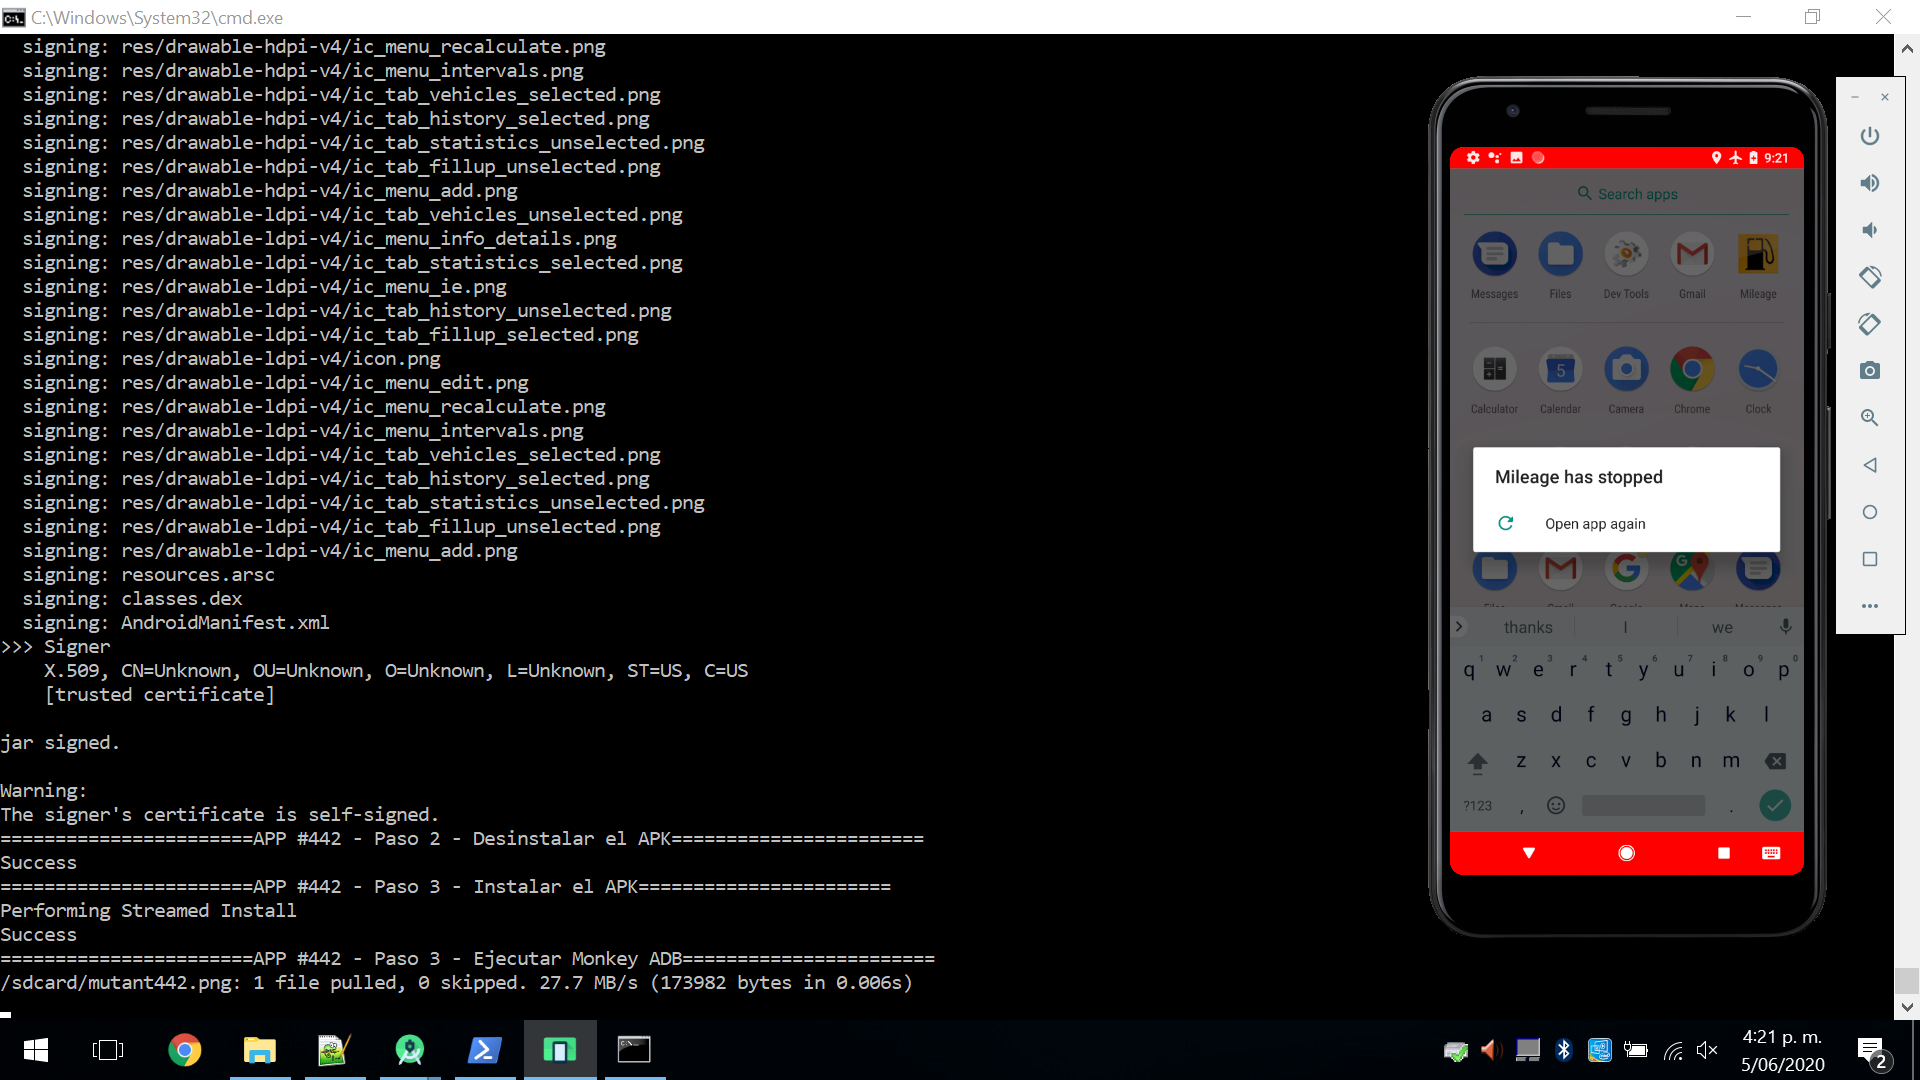 C:\Windows\System32\cmd.exe
signing: res/drawable-hdpi-v4/ic_menu_recalculate.png
signing: res/drawable-hdpi-v4/ic_menu_intervals.png
signing: res/drawable-hdpi-v4/ic_tab_vehicles_selected.png
signing: res/drawable-hdpi-v4/ic_tab_history_selected.png
signing: res/drawable-hdpi-v4/ic_tab_statistics_unselected.png
signing: res/drawable-hdpi-v4/ic_tab_fillup_unselected.png
signing: res/drawable-hdpi-v4/ic_menu_add.png
signing: res/drawable-ldpi-v4/ic_tab_vehicles_unselected.png
signing: res/drawable-ldpi-v4/ic_menu_info_details.png
signing: res/drawable-ldpi-v4/ic_tab_statistics_selected.png
signing: res/drawable-ldpi-v4/ic_menu_ie.png
signing: res/drawable-ldpi-v4/ic_tab_history_unselected.png
signing: res/drawable-ldpi-v4/ic_tab_fillup_selected.png
signing: res/drawable-ldpi-v4/icon.png
signing: res/drawable-ldpi-v4/ic_menu_edit.png
signing: res/drawable-ldpi-v4/ic_menu_recalculate.png
signing: res/drawable-ldpi-v4/ic_menu_intervals.png
signing: res/drawable-ldpi-v4/ic_tab_vehicles_selected.png
signing: res/drawable-ldpi-v4/ic_tab_history_selected.png
signing: res/drawable-ldpi-v4/ic_tab_statistics_unselected.png
signing: res/drawable-ldpi-v4/ic_tab_fillup_unselected.png
signing: res/drawable-ldpi-v4/ic_menu_add.png
signing: resources.arsc
signing: classes.dex
signing: AndroidManifest.xml
>>> Signer
X.509, CN=Unknown, OU=Unknown, O=Unknown, L=Unknown, ST=US, C=US
[trusted certificate]
jar signed.
Warning:
The signer's certificate is self-signed.
=======================APP #442 - Paso 2 - Desinstalar el APK=======================
Success
=======================APP #442 - Paso 3 - Instalar el APK=======================
Performing Streamed Install
Success
=======================APP #442 - Paso 3 - Ejecutar Monkey ADB=======================
/sdcard/mutant442.png: 1 file pulled, 0 skipped. 27.7 MB/s (173982 bytes in 0.006s)
9:21
Search apps
Messages Files Dev Tools Gmail Mileage
5
Calculator Calendar Camera Chrome Clock
Mileage has stopped
Open app again
thanks I we
q1 w2 e3 r4 t5 y6 u7 i8 o9 p0
a s d f g h j k l
z x c v b n m
?123 , .
4:21 p. m.
5/06/2020
2